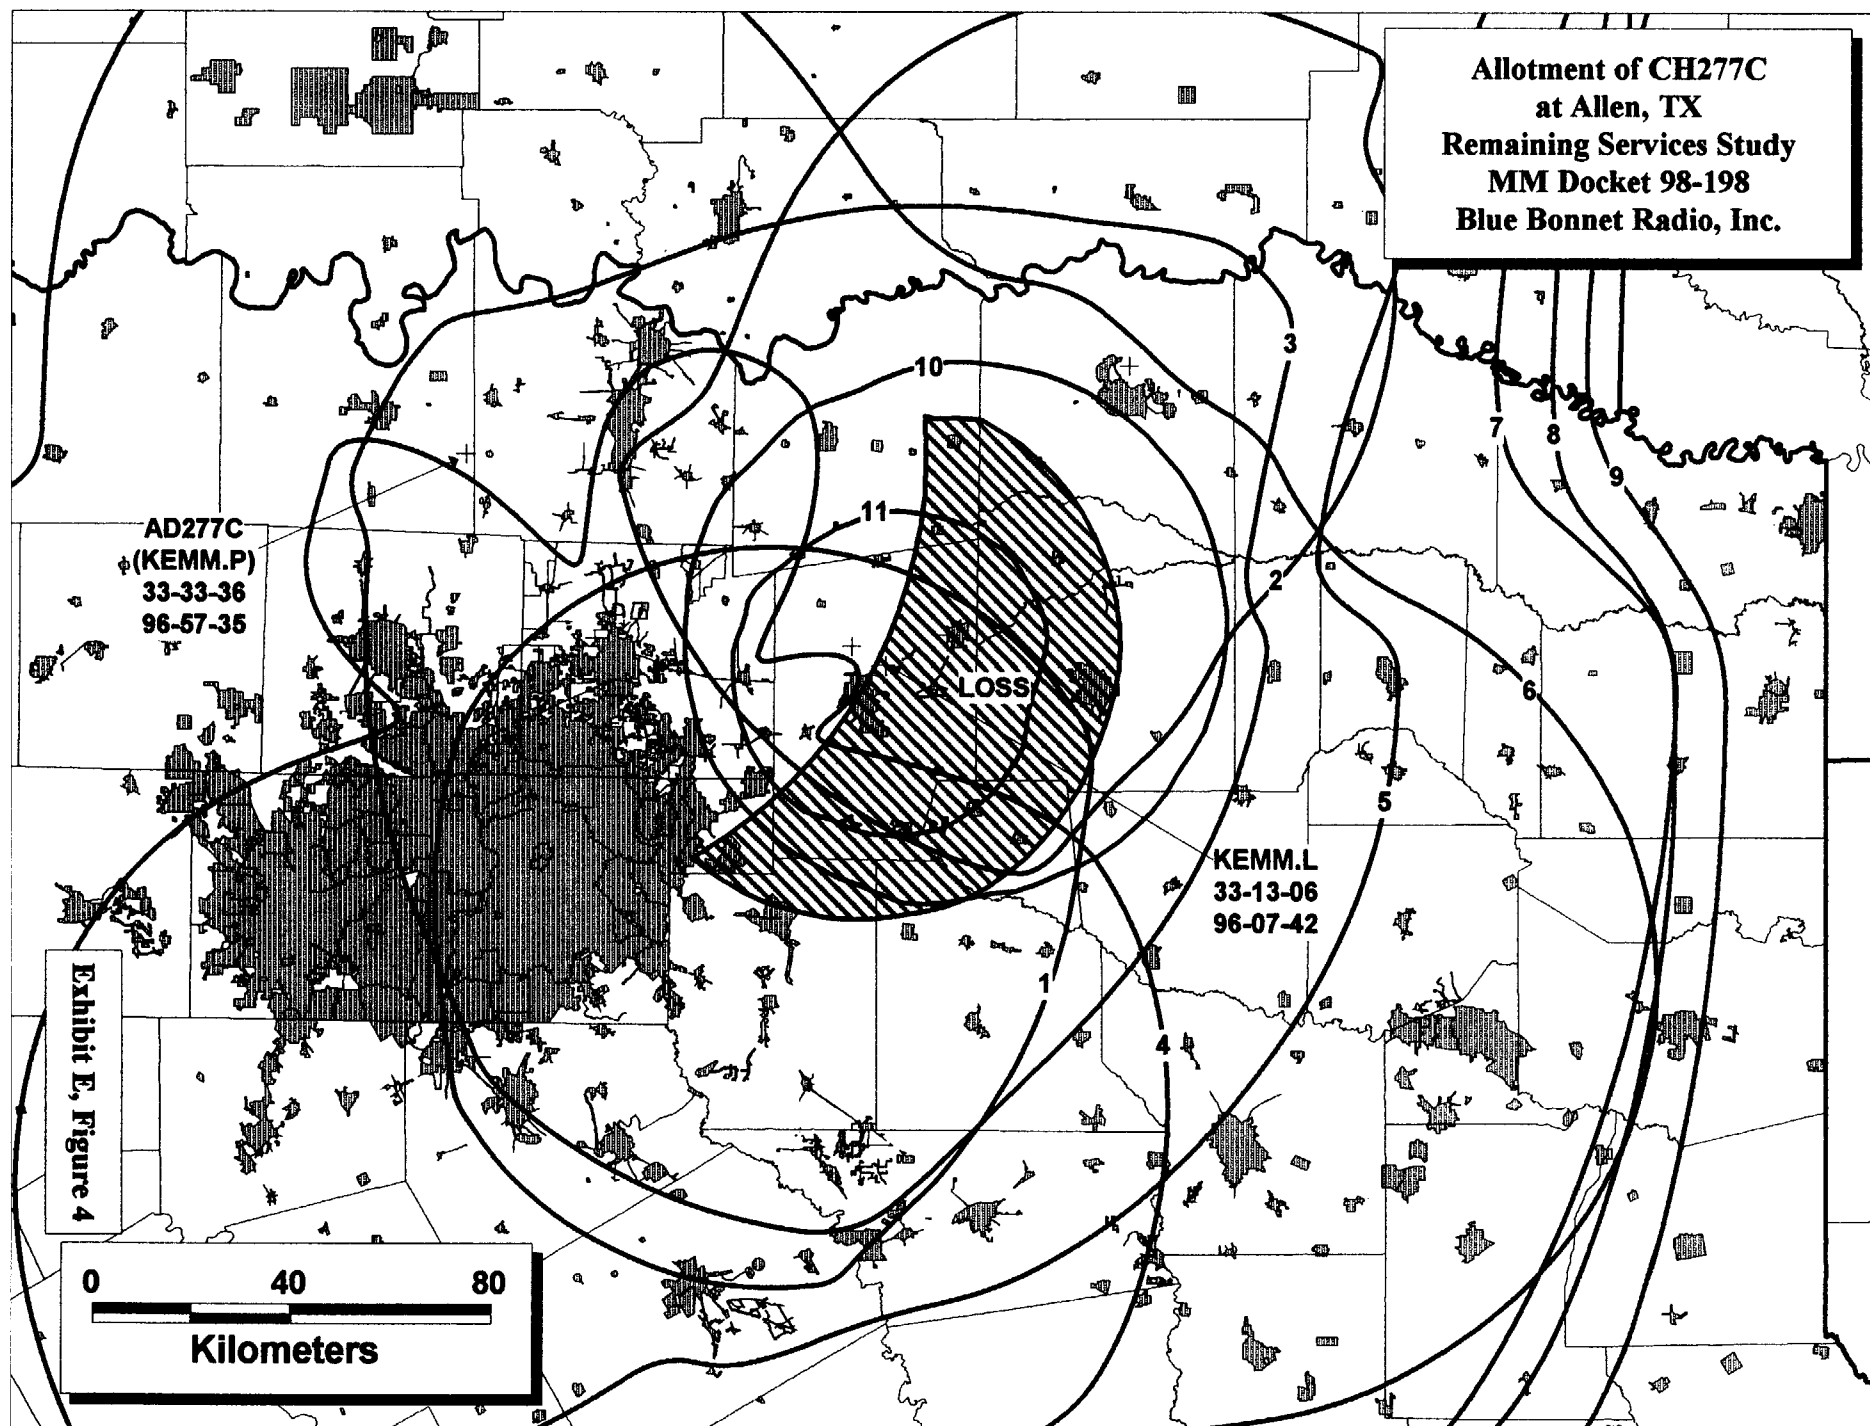 Allotment of CH277C
at Allen, TX
Remaining Services Study
MM Docket 98-198
Blue Bonnet Radio, Inc.
3
10
7
8
9
11
AD277C
(KEMM.P)
33-33-36
96-57-35
2
LOSS
6
5
KEMM.L
33-13-06
96-07-42
1
4
Exhibit E, Figure 4
0 40 80
Kilometers